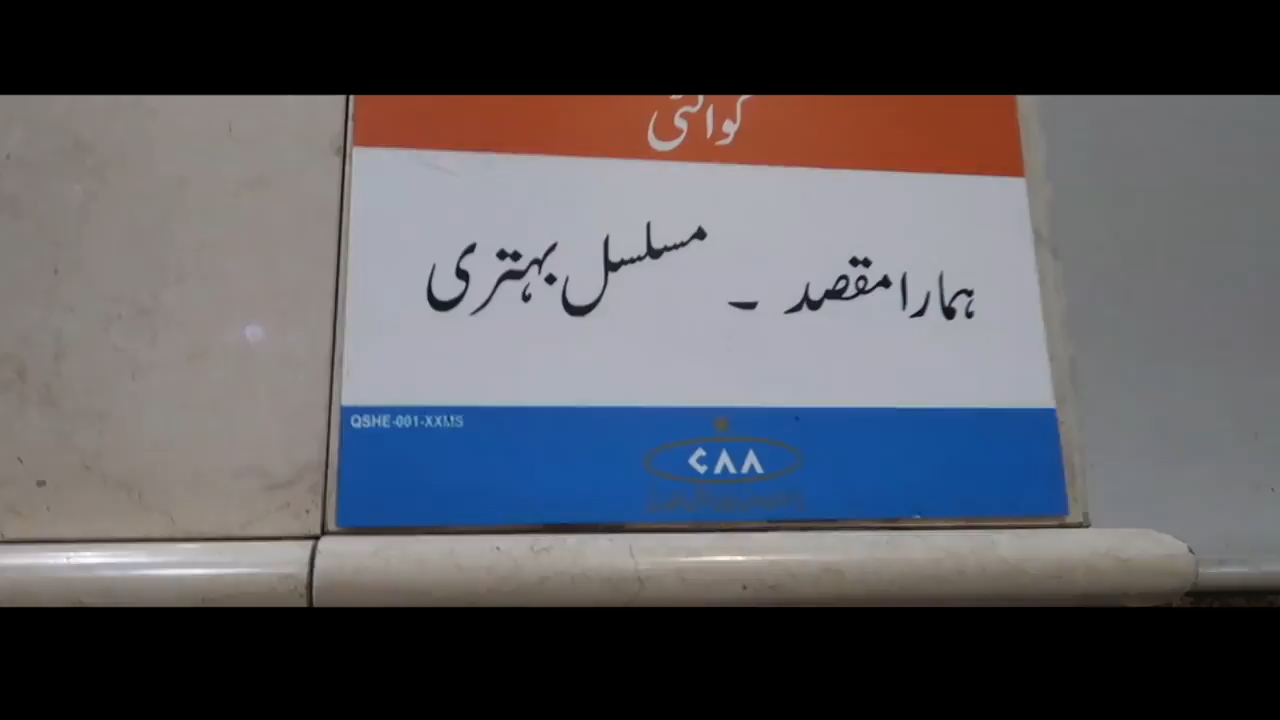 کوالٹی
ہمارا مقصد ۔ مسلسل بہتری
QSHE-001-XXMS
CAA